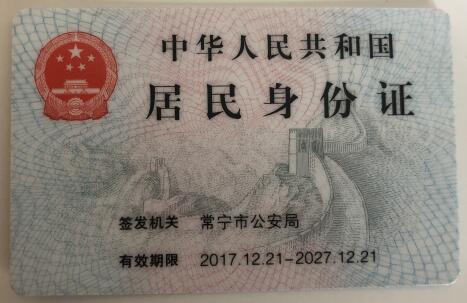 中华人民共和国
居民身份证
签发机关 常宁市公安局
有效期限 2017.12.21-2027.12.21